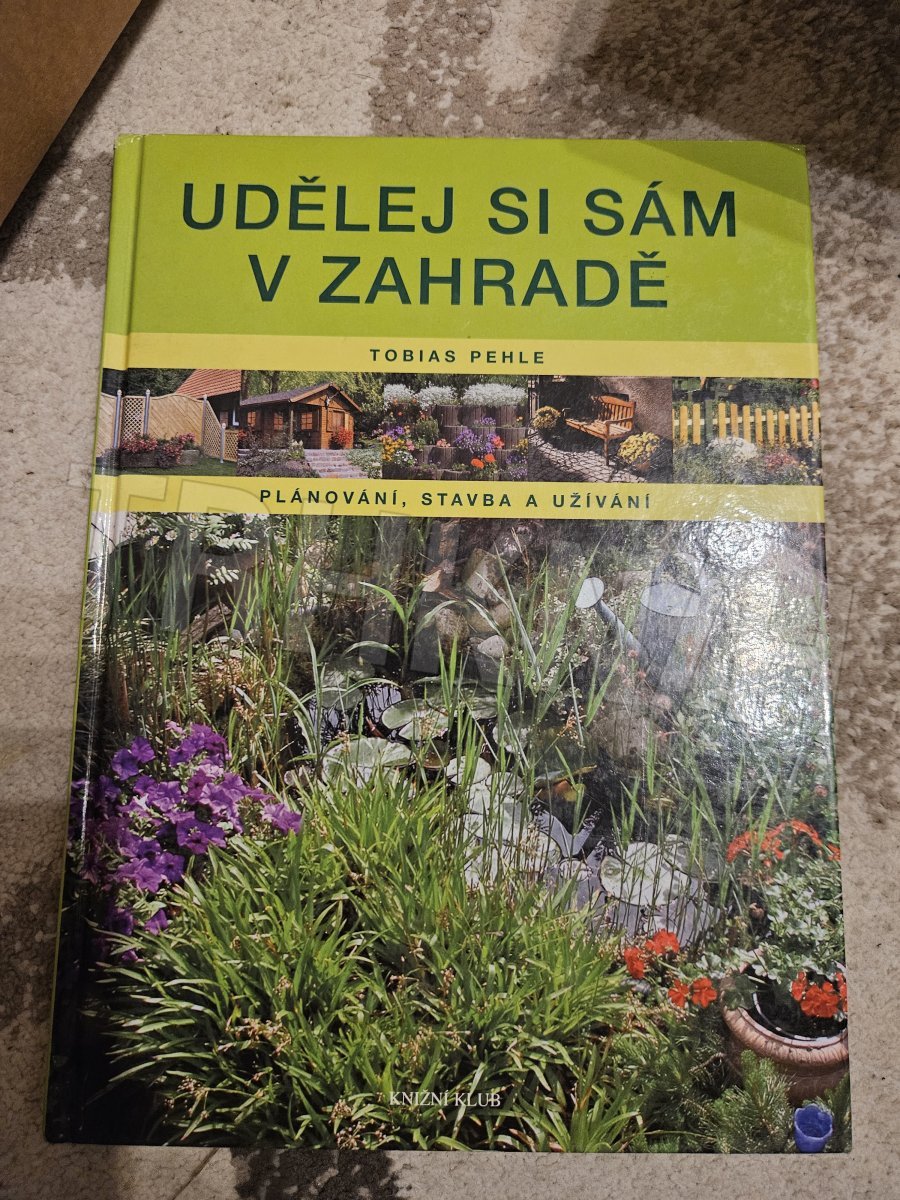 UDĚLEJ SI SÁM
V ZAHRADĚ
TOBIAS PEHLE
PLÁNOVÁNÍ, STAVBA A UŽÍVÁNÍ
KNIŽNÍ KLUB